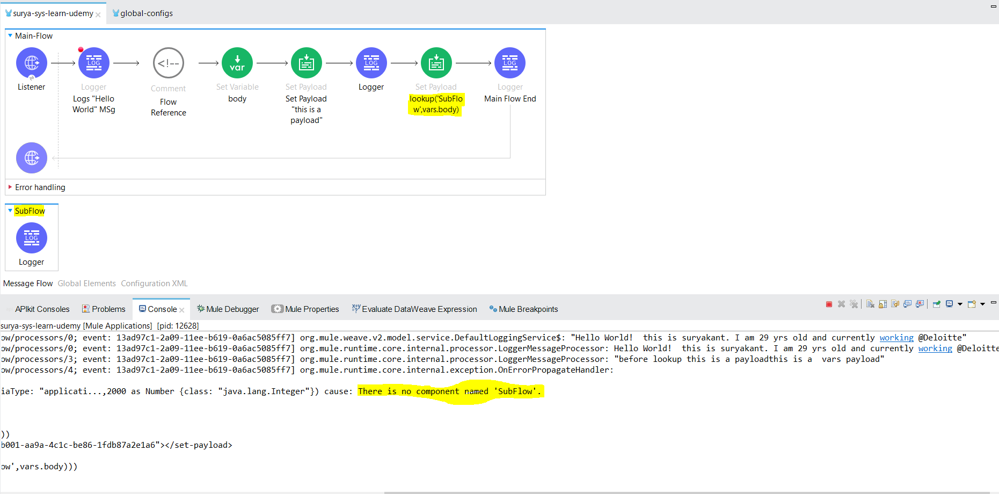 surya-sys-learn-udemy
global-configs
Main-Flow
LOG
var
LOG
LOG
Listener
Logger
Comment
Set Variable
Set Payload
Logger
Set Payload
Logger
Logs "Hello
World" MSg
Flow
Reference
body
Set Payload
"this is a
payload"
lookup('SubFlo
w',vars.body)
Main Flow End
<!--
Error handling
SubFlow
LOG
Logger
Message Flow Global Elements Configuration XML
APIkit Consoles Problems Console Mule Debugger Mule Properties Evaluate DataWeave Expression Mule Breakpoints
surya-sys-learn-udemy [Mule Applications] [pid: 12628]
ow/processors/0; event: 13ad97c1-2a09-11ee-b619-0a6ac5085ff7] org.mule.weave.v2.model.service.DefaultLoggingService$: "Hello World!  this is suryakant. I am 29 yrs old and currently working @Deloitte"
ow/processors/0; event: 13ad97c1-2a09-11ee-b619-0a6ac5085ff7] org.mule.runtime.core.internal.processor.LoggerMessageProcessor: Hello World!  this is suryakant. I am 29 yrs old and currently working @Deloitte
ow/processors/3; event: 13ad97c1-2a09-11ee-b619-0a6ac5085ff7] org.mule.runtime.core.internal.processor.LoggerMessageProcessor: "before lookup this is a payloadthis is a  vars payload"
ow/processors/4; event: 13ad97c1-2a09-11ee-b619-0a6ac5085ff7] org.mule.runtime.core.internal.exception.OnErrorPropagateHandler:
iaType: "applicati...,2000 as Number {class: "java.lang.Integer"}) cause: There is no component named 'SubFlow'.
))
b001-aa9a-4c1c-be86-1fdb87a2e1a6"></set-payload>
ow',vars.body)))